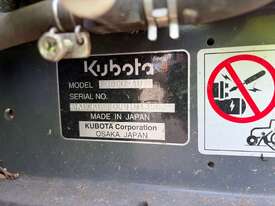 Kubota
MODEL
SERIAL NO.
MADE IN JAPAN
KUBOTA Corporation
OSAKA JAPAN